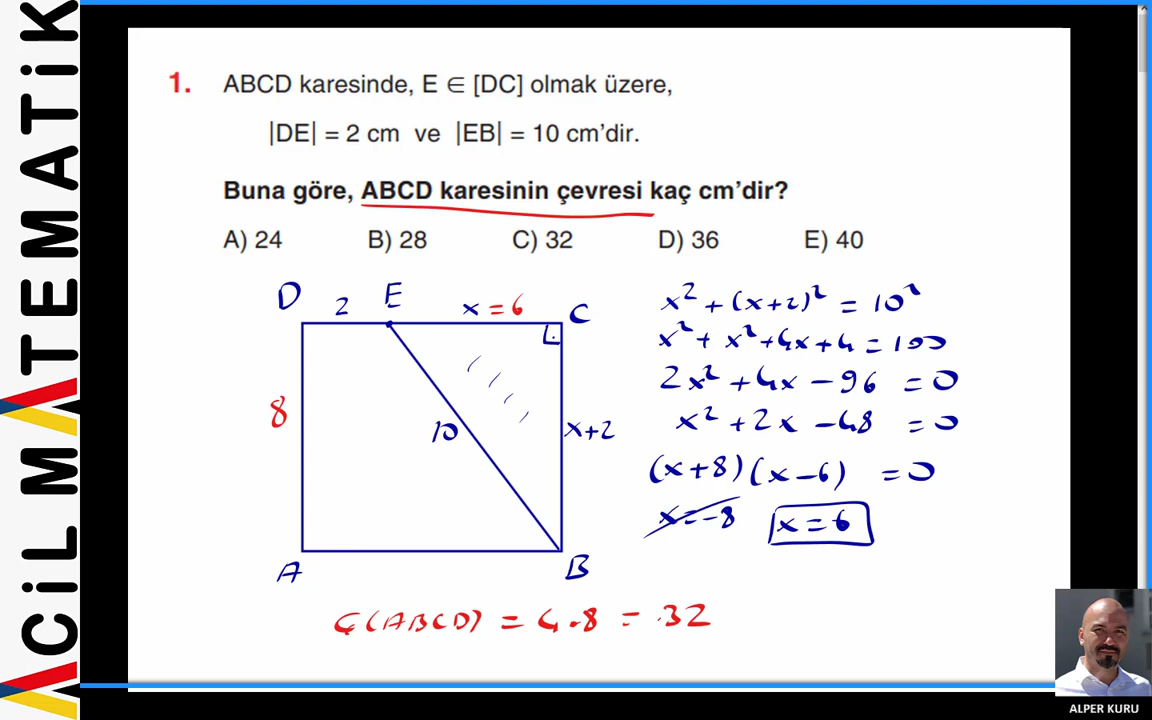 ACiL MATEMATiK
1. ABCD karesinde, E ∈ [DC] olmak üzere,
|DE| = 2 cm ve |EB| = 10 cm’dir.
Buna göre, ABCD karesinin çevresi kaç cm’dir?
A) 24 B) 28 C) 32 D) 36 E) 40
D 2 E x = 6 C
8
10
x+2
A B
x² + (x+2)² = 10²
x² + x² + 4x + 4 = 100
2x² + 4x - 96 = 0
x² + 2x - 48 = 0
(x+8)(x-6) = 0
x = -8 x = 6
Ç(ABCD) = 4.8 = 32
ALPER KURU